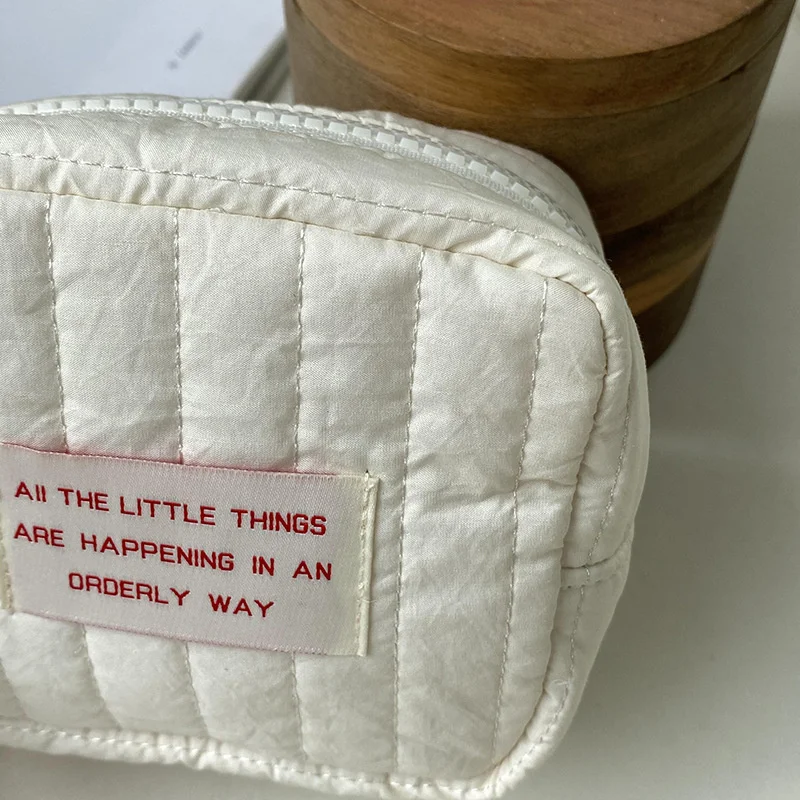 All THE LITTLE THINGS
ARE HAPPENING IN AN
ORDERLY WAY